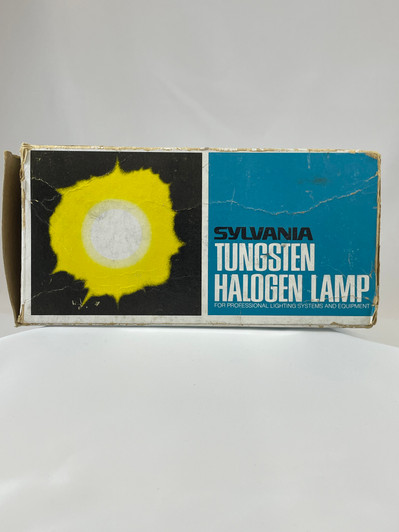 SYLVANIA
TUNGSTEN
HALOGEN LAMP
FOR PROFESSIONAL LIGHTING SYSTEMS AND EQUIPMENT